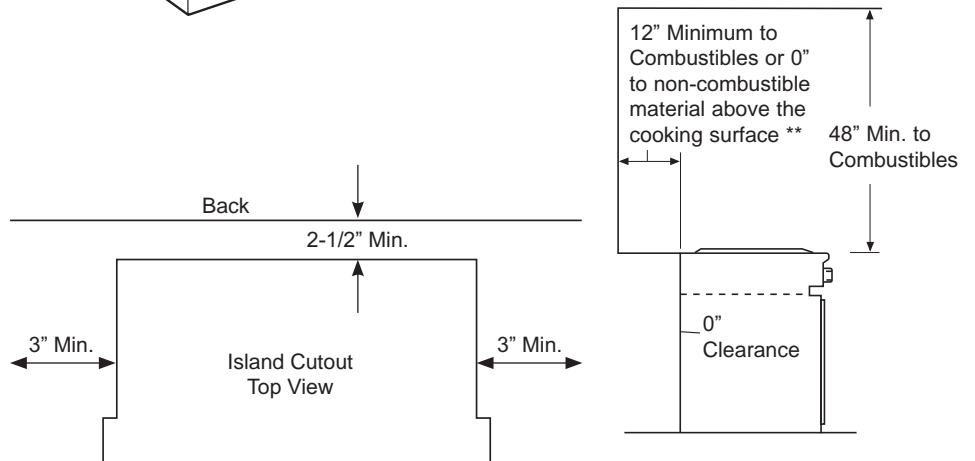 12” Minimum to
Combustibles or 0”
to non-combustible
material above the
cooking surface **
48” Min. to
Combustibles
Back
2-1/2” Min.
3” Min.
Island Cutout
Top View
3” Min.
0”
Clearance